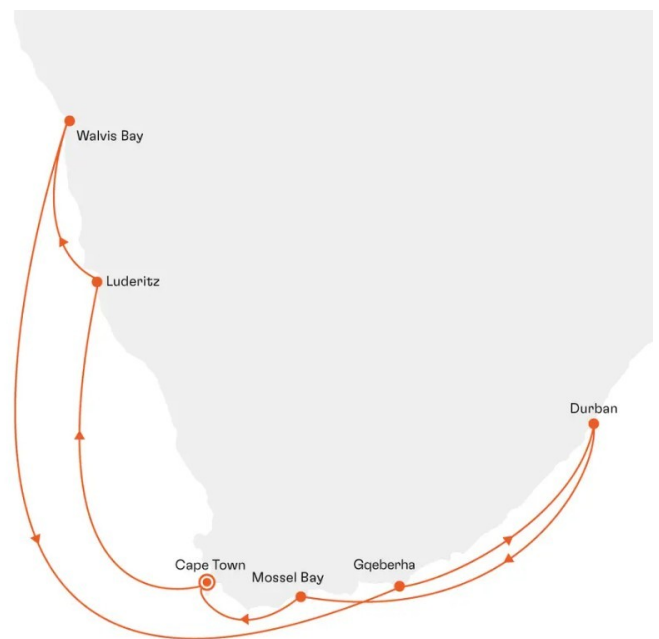 Walvis Bay
Luderitz
Durban
Cape Town
Mossel Bay
Gqeberha